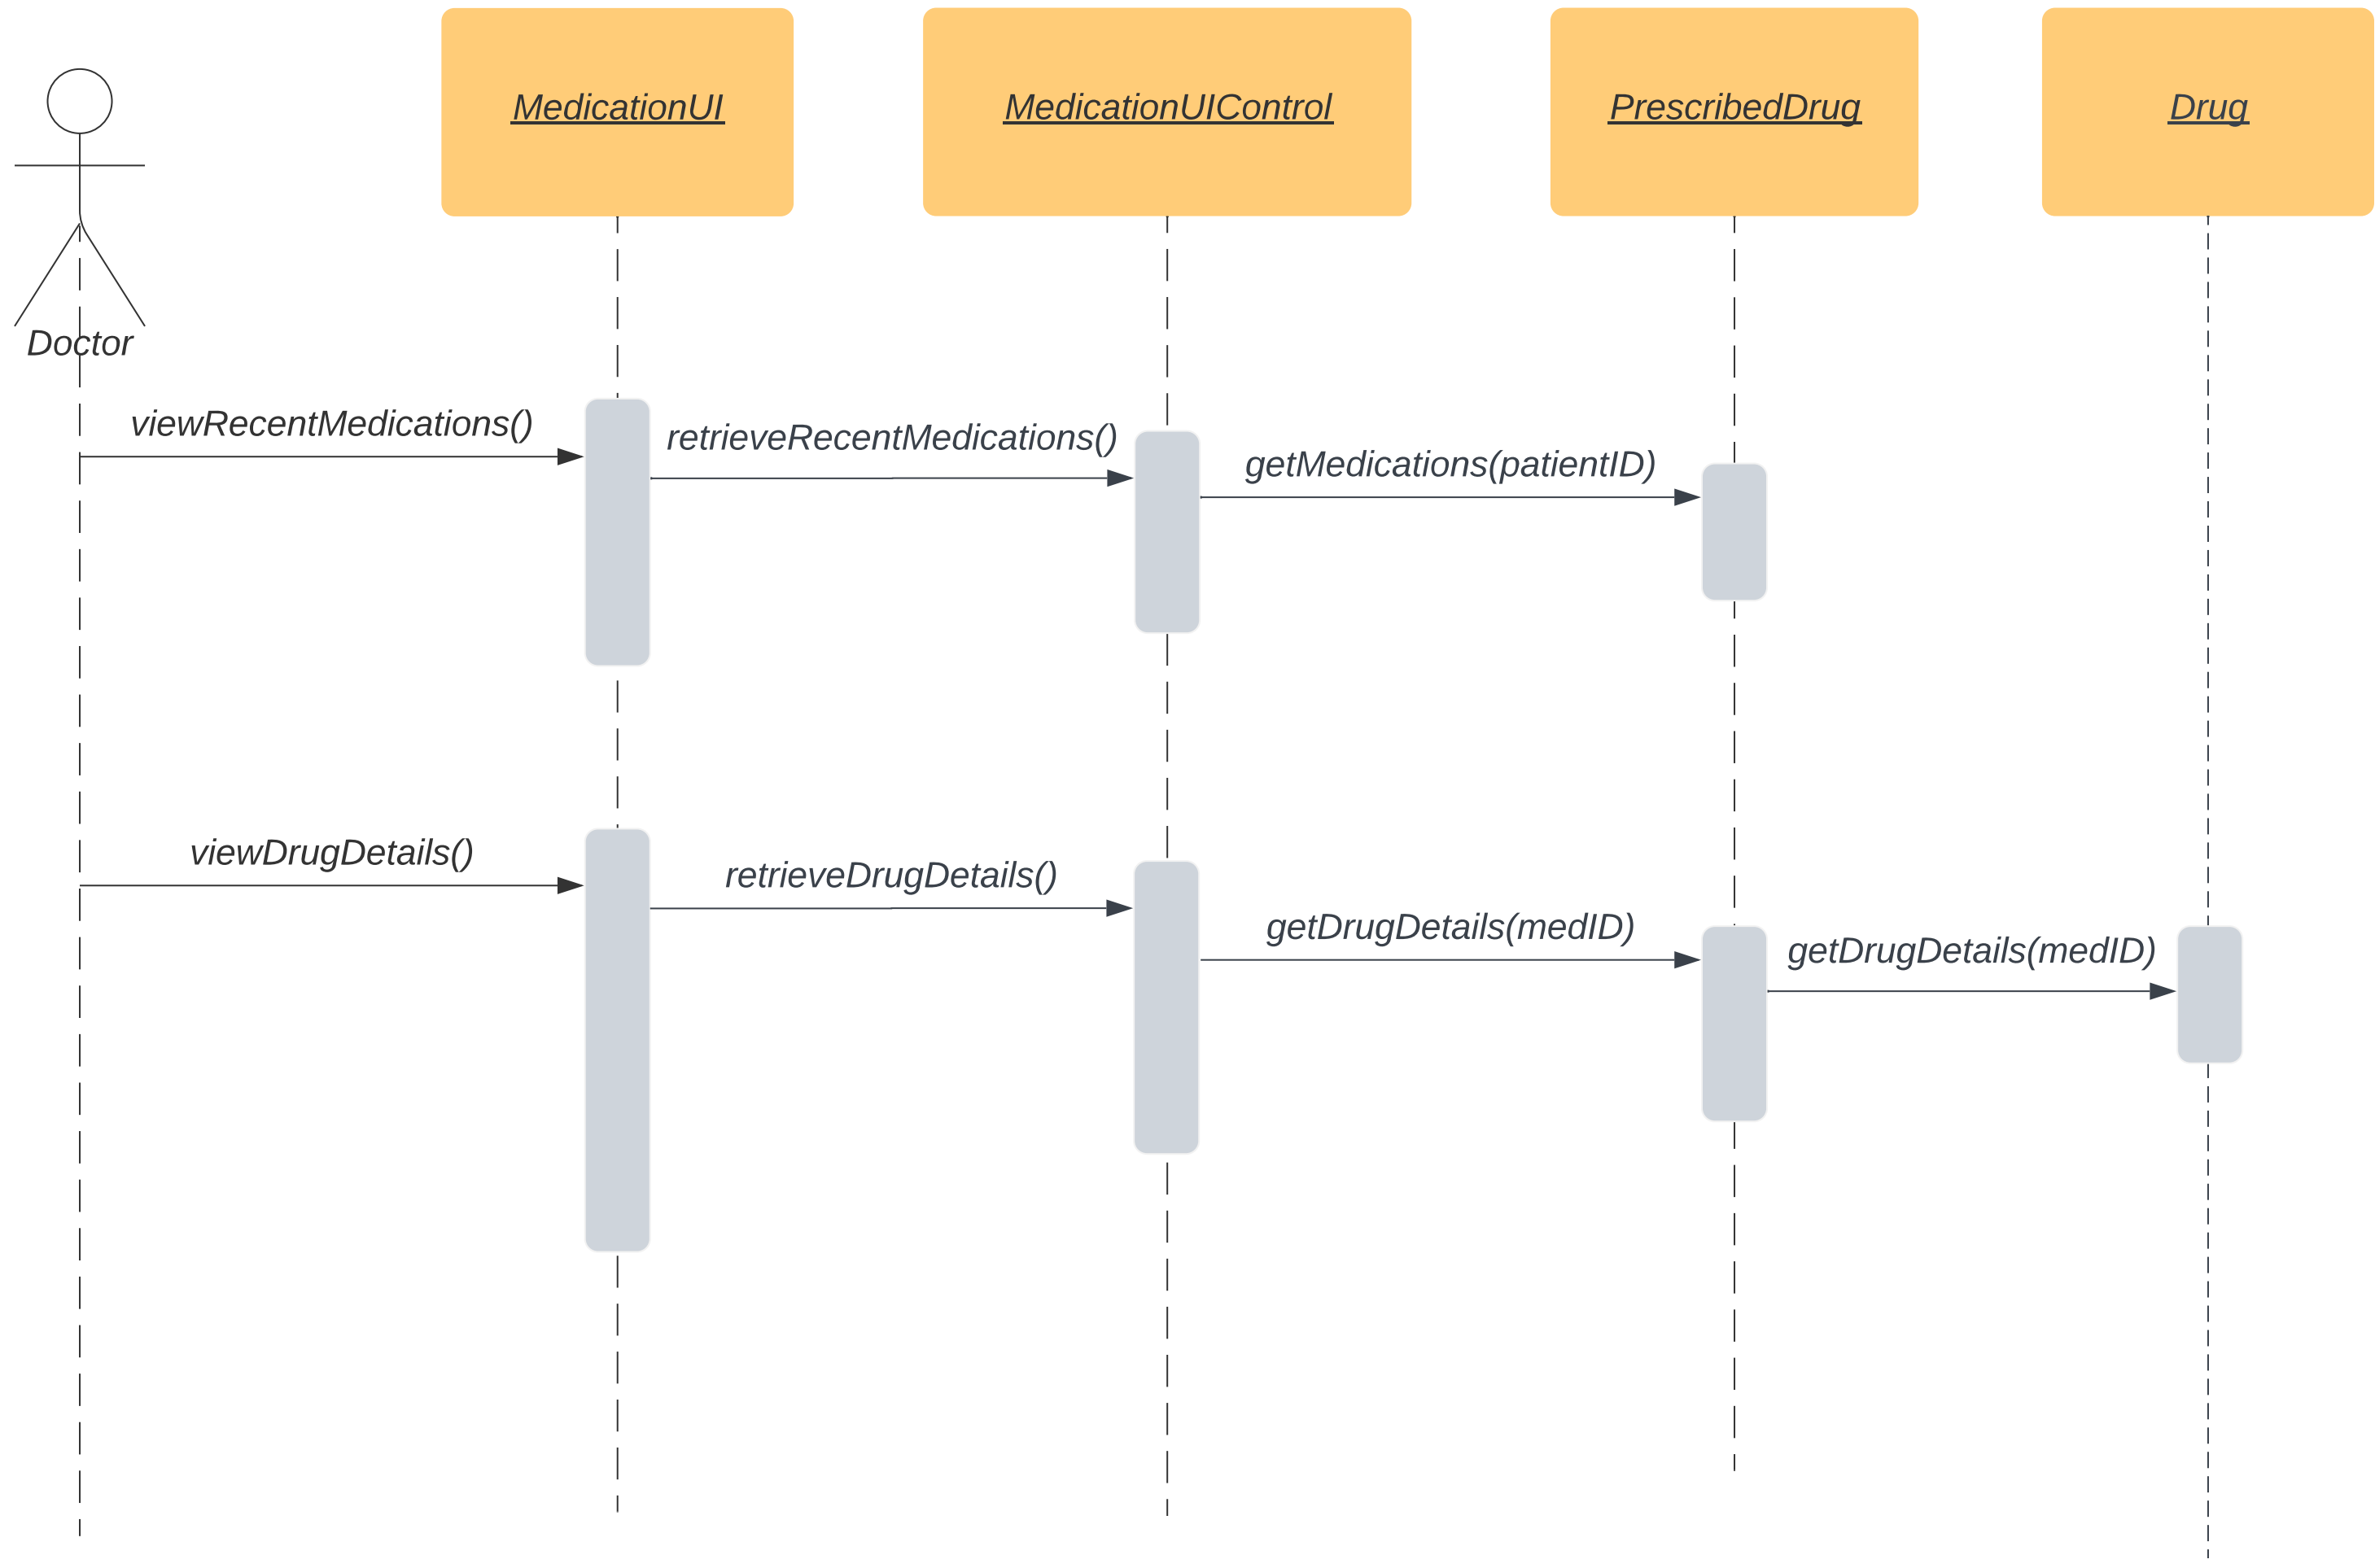 MedicationUI
MedicationUIControl
PrescribedDrug
Drug
Doctor
viewRecentMedications()
retrieveRecentMedications()
getMedications(patientID)
viewDrugDetails()
retrieveDrugDetails()
getDrugDetails(medID)
getDrugDetails(medID)